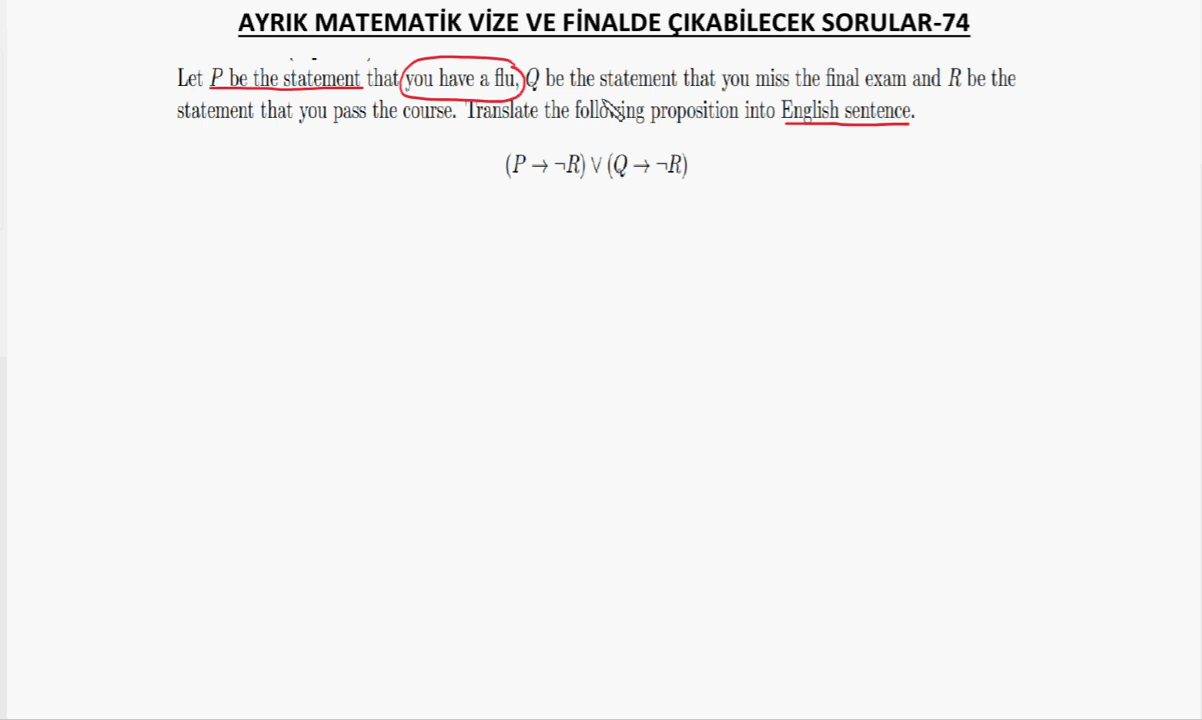 AYRIK MATEMATİK VİZE VE FİNALDE ÇIKABİLECEK SORULAR-74
Let P be the statement that you have a flu, Q be the statement that you miss the final exam and R be the
statement that you pass the course. Translate the following proposition into English sentence.
(P → ¬R) ∨ (Q → ¬R)